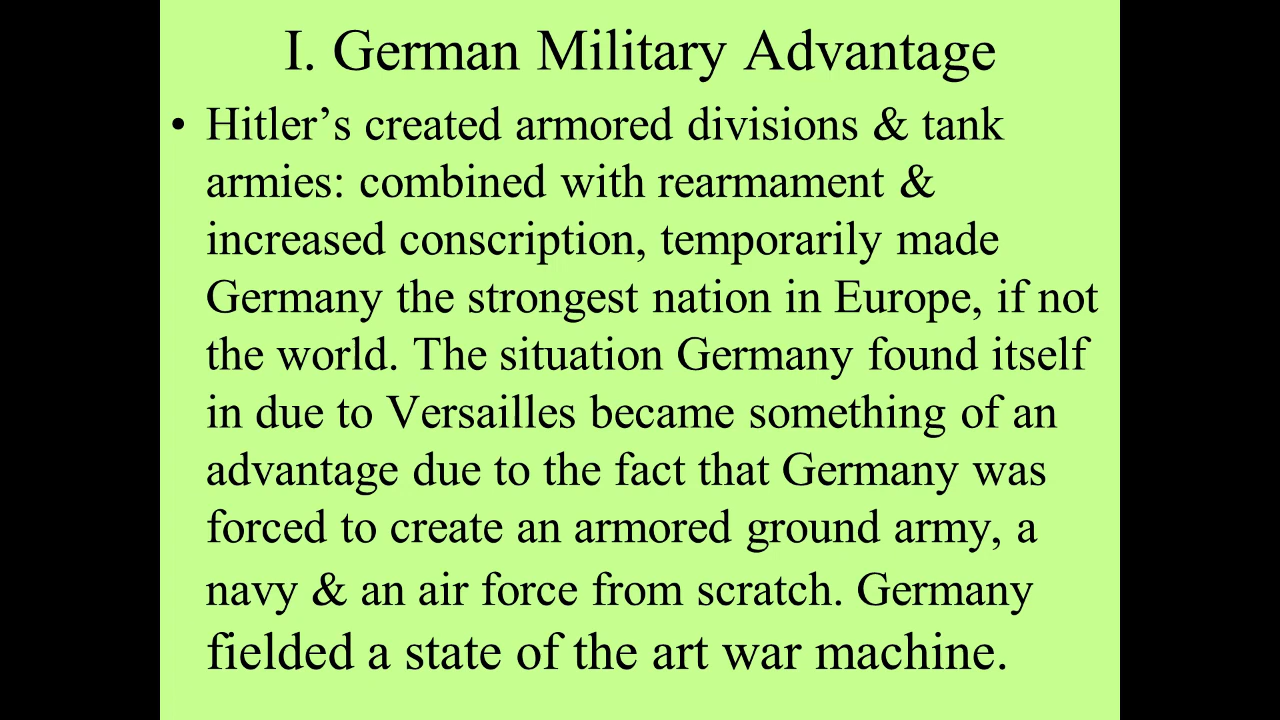 I. German Military Advantage
• Hitler’s created armored divisions & tank
armies: combined with rearmament &
increased conscription, temporarily made
Germany the strongest nation in Europe, if not
the world. The situation Germany found itself
in due to Versailles became something of an
advantage due to the fact that Germany was
forced to create an armored ground army, a
navy & an air force from scratch. Germany
fielded a state of the art war machine.